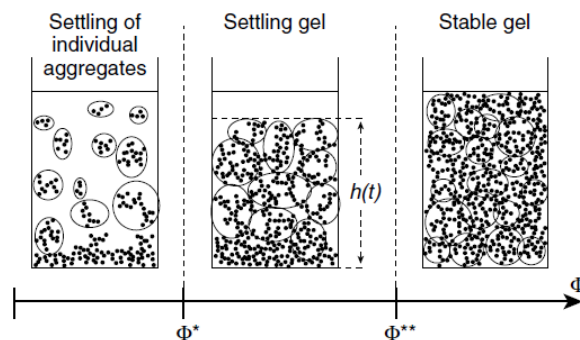 Settling of
individual
aggregates
Settling gel
Stable gel
h(t)
Φ
Φ*
Φ**